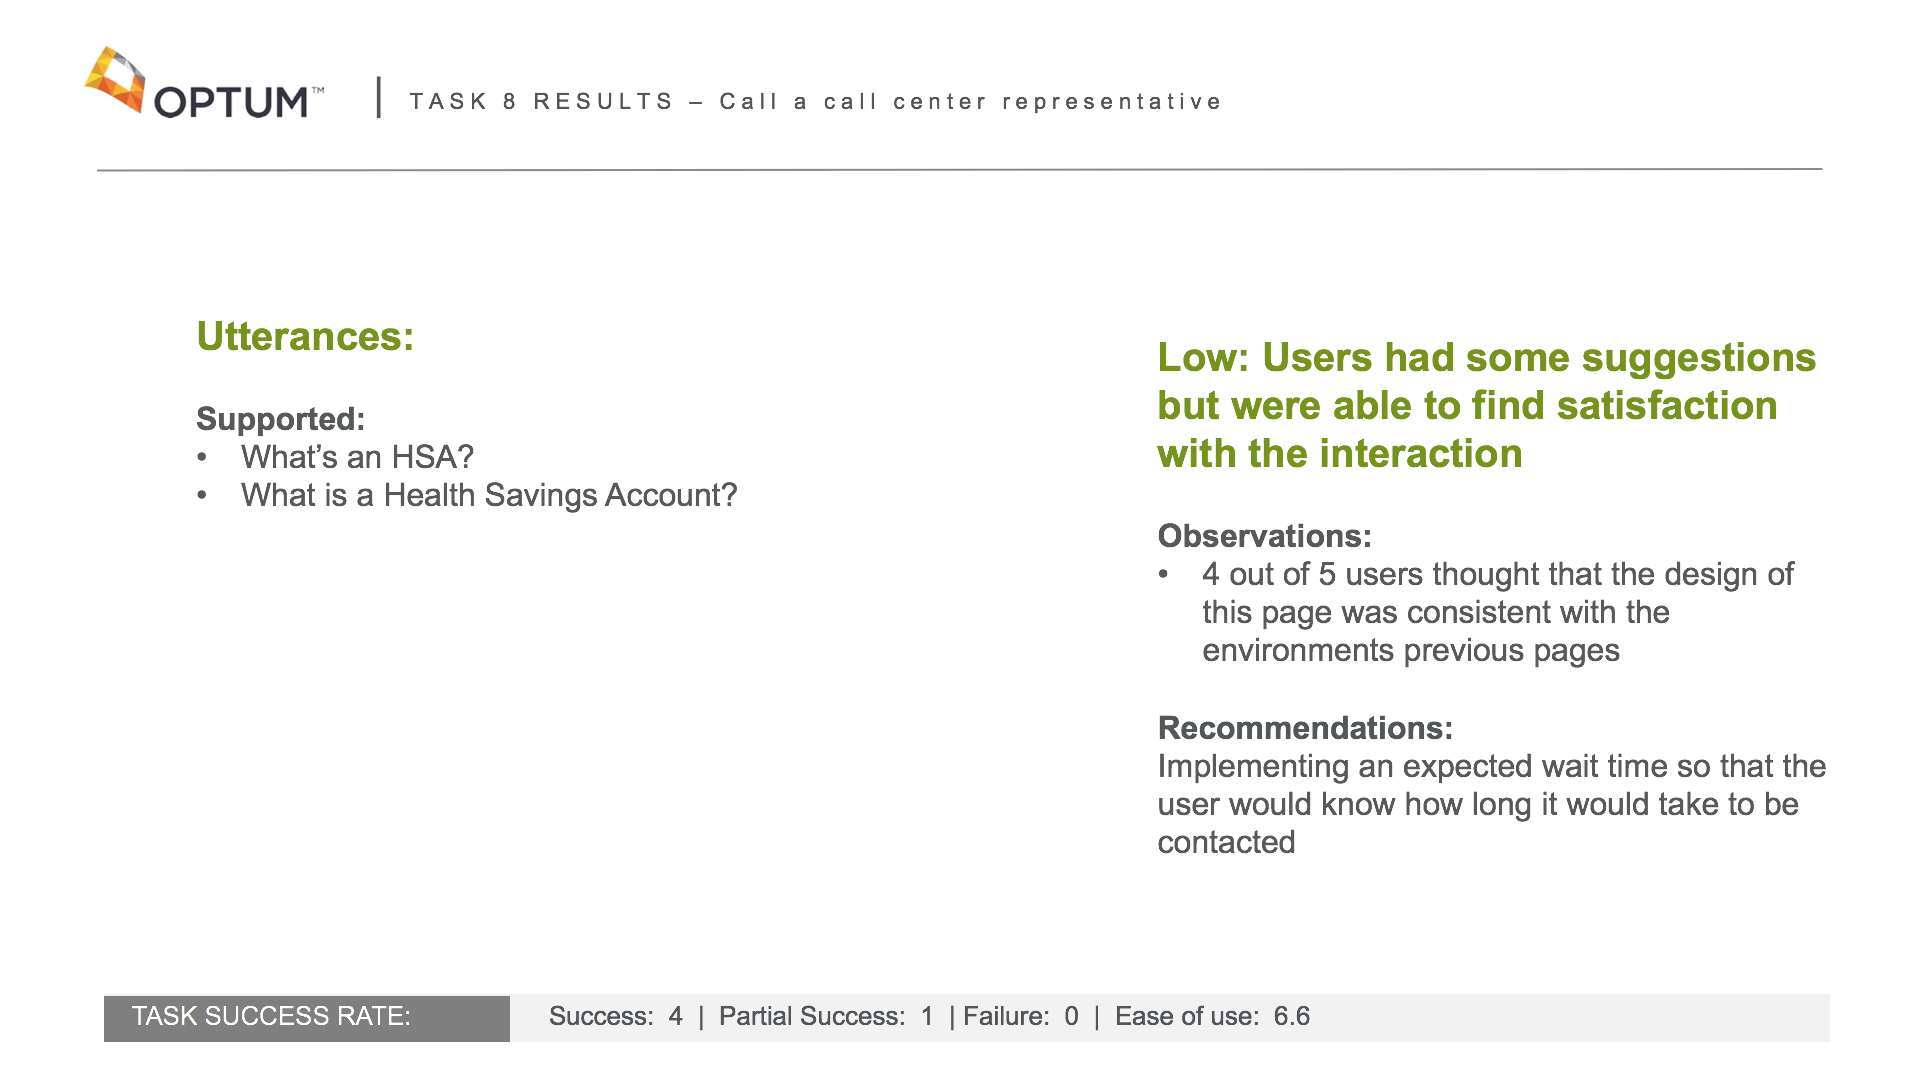 OPTUM™
TASK 8 RESULTS – Call a call center representative
Utterances:
Supported:
• What’s an HSA?
• What is a Health Savings Account?
Low: Users had some suggestions
but were able to find satisfaction
with the interaction
Observations:
• 4 out of 5 users thought that the design of
this page was consistent with the
environments previous pages
Recommendations:
Implementing an expected wait time so that the
user would know how long it would take to be
contacted
TASK SUCCESS RATE:
Success: 4 | Partial Success: 1 | Failure: 0 | Ease of use: 6.6